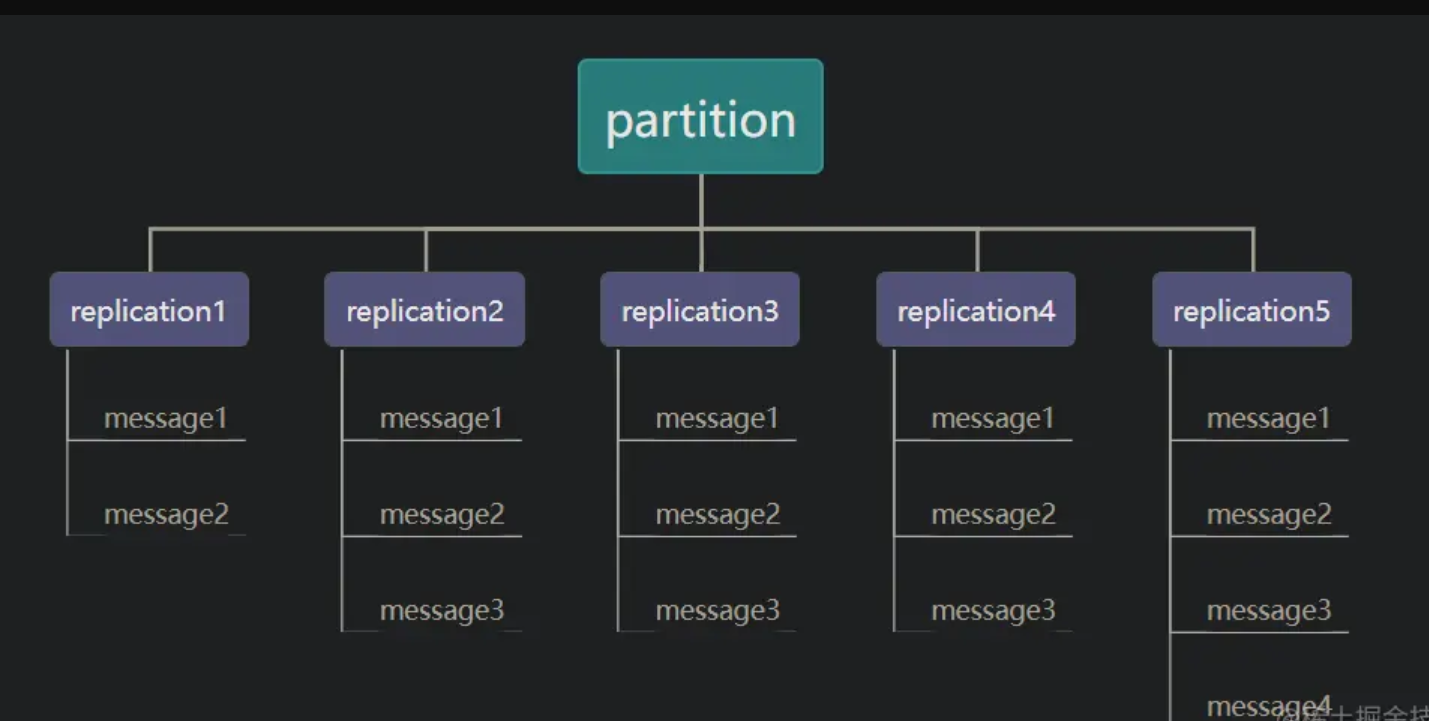 partition
replication1
replication2
replication3
replication4
replication5
message1
message1
message1
message1
message1
message2
message2
message2
message2
message2
message3
message3
message3
message3
message4